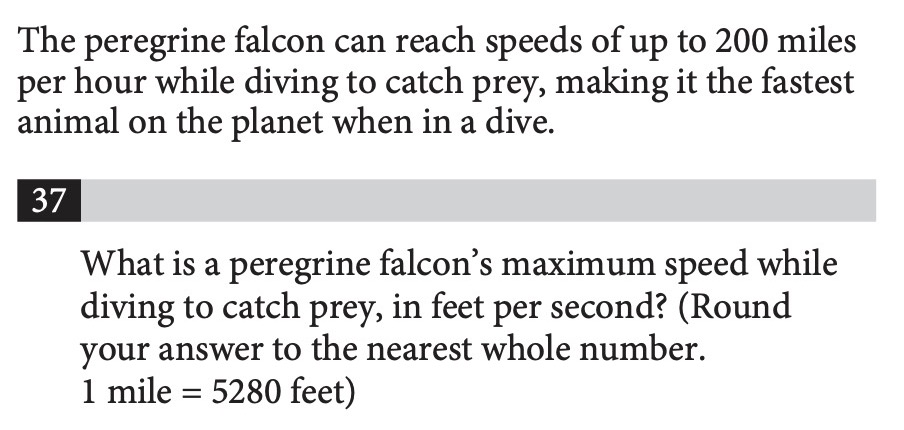 The peregrine falcon can reach speeds of up to 200 miles
per hour while diving to catch prey, making it the fastest
animal on the planet when in a dive.
37
What is a peregrine falcon’s maximum speed while
diving to catch prey, in feet per second? (Round
your answer to the nearest whole number.
1 mile = 5280 feet)